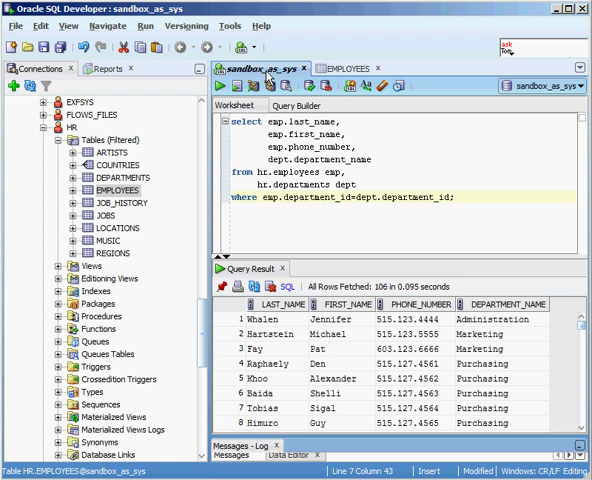 Oracle SQL Developer : sandbox_as_sys
File Edit View Navigate Run Versioning Tools Help
ask
Tom
Connections x Reports x
sandbox_as_sys x EMPLOYEES x
sandbox_as_sys
Worksheet Query Builder
EXFSYS
FLOWS_FILES
HR
Tables (Filtered)
ARTISTS
COUNTRIES
DEPARTMENTS
EMPLOYEES
JOB_HISTORY
JOBS
LOCATIONS
MUSIC
REGIONS
Views
Editioning Views
Indexes
Packages
Procedures
Functions
Queues
Queues Tables
Triggers
Crossedition Triggers
Types
Sequences
Materialized Views
Materialized Views Logs
Synonyms
Database Links
select emp.last_name,
emp.first_name,
emp.phone_number,
dept.department_name
from hr.employees emp,
hr.departments dept
where emp.department_id=dept.department_id;
Query Result x
SQL | All Rows Fetched: 106 in 0.095 seconds
LAST_NAME FIRST_NAME PHONE_NUMBER DEPARTMENT_NAME
1 Whalen Jennifer 515.123.4444 Administration
2 Hartstein Michael 515.123.5555 Marketing
3 Fay Pat 603.123.6666 Marketing
4 Raphaely Den 515.127.4561 Purchasing
5 Khoo Alexander 515.127.4562 Purchasing
6 Baida Shelli 515.127.4563 Purchasing
7 Tobias Sigal 515.127.4564 Purchasing
8 Himuro Guy 515.127.4565 Purchasing
Messages - Log x
Messages Data Editor x
Table HR.EMPLOYEES@sandbox_as_sys
Line 7 Column 43 Insert Modified Windows: CR/LF Editing